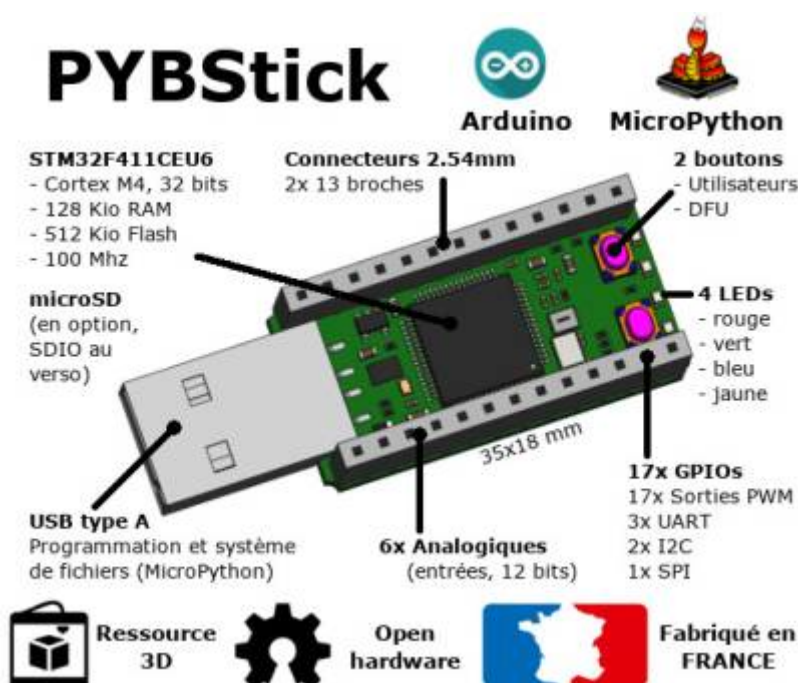 PYBStick
Arduino
MicroPython
STM32F411CEU6
- Cortex M4, 32 bits
- 128 Kio RAM
- 512 Kio Flash
- 100 Mhz
Connecteurs 2.54mm
2x 13 broches
2 boutons
- Utilisateurs
- DFU
microSD
(en option,
SDIO au
verso)
4 LEDs
- rouge
- vert
- bleu
- jaune
35x18 mm
USB type A
Programmation et système
de fichiers (MicroPython)
6x Analogiques
(entrées, 12 bits)
17x GPIOs
17x Sorties PWM
3x UART
2x I2C
1x SPI
Ressource
3D
Open
hardware
Fabriqué en
FRANCE